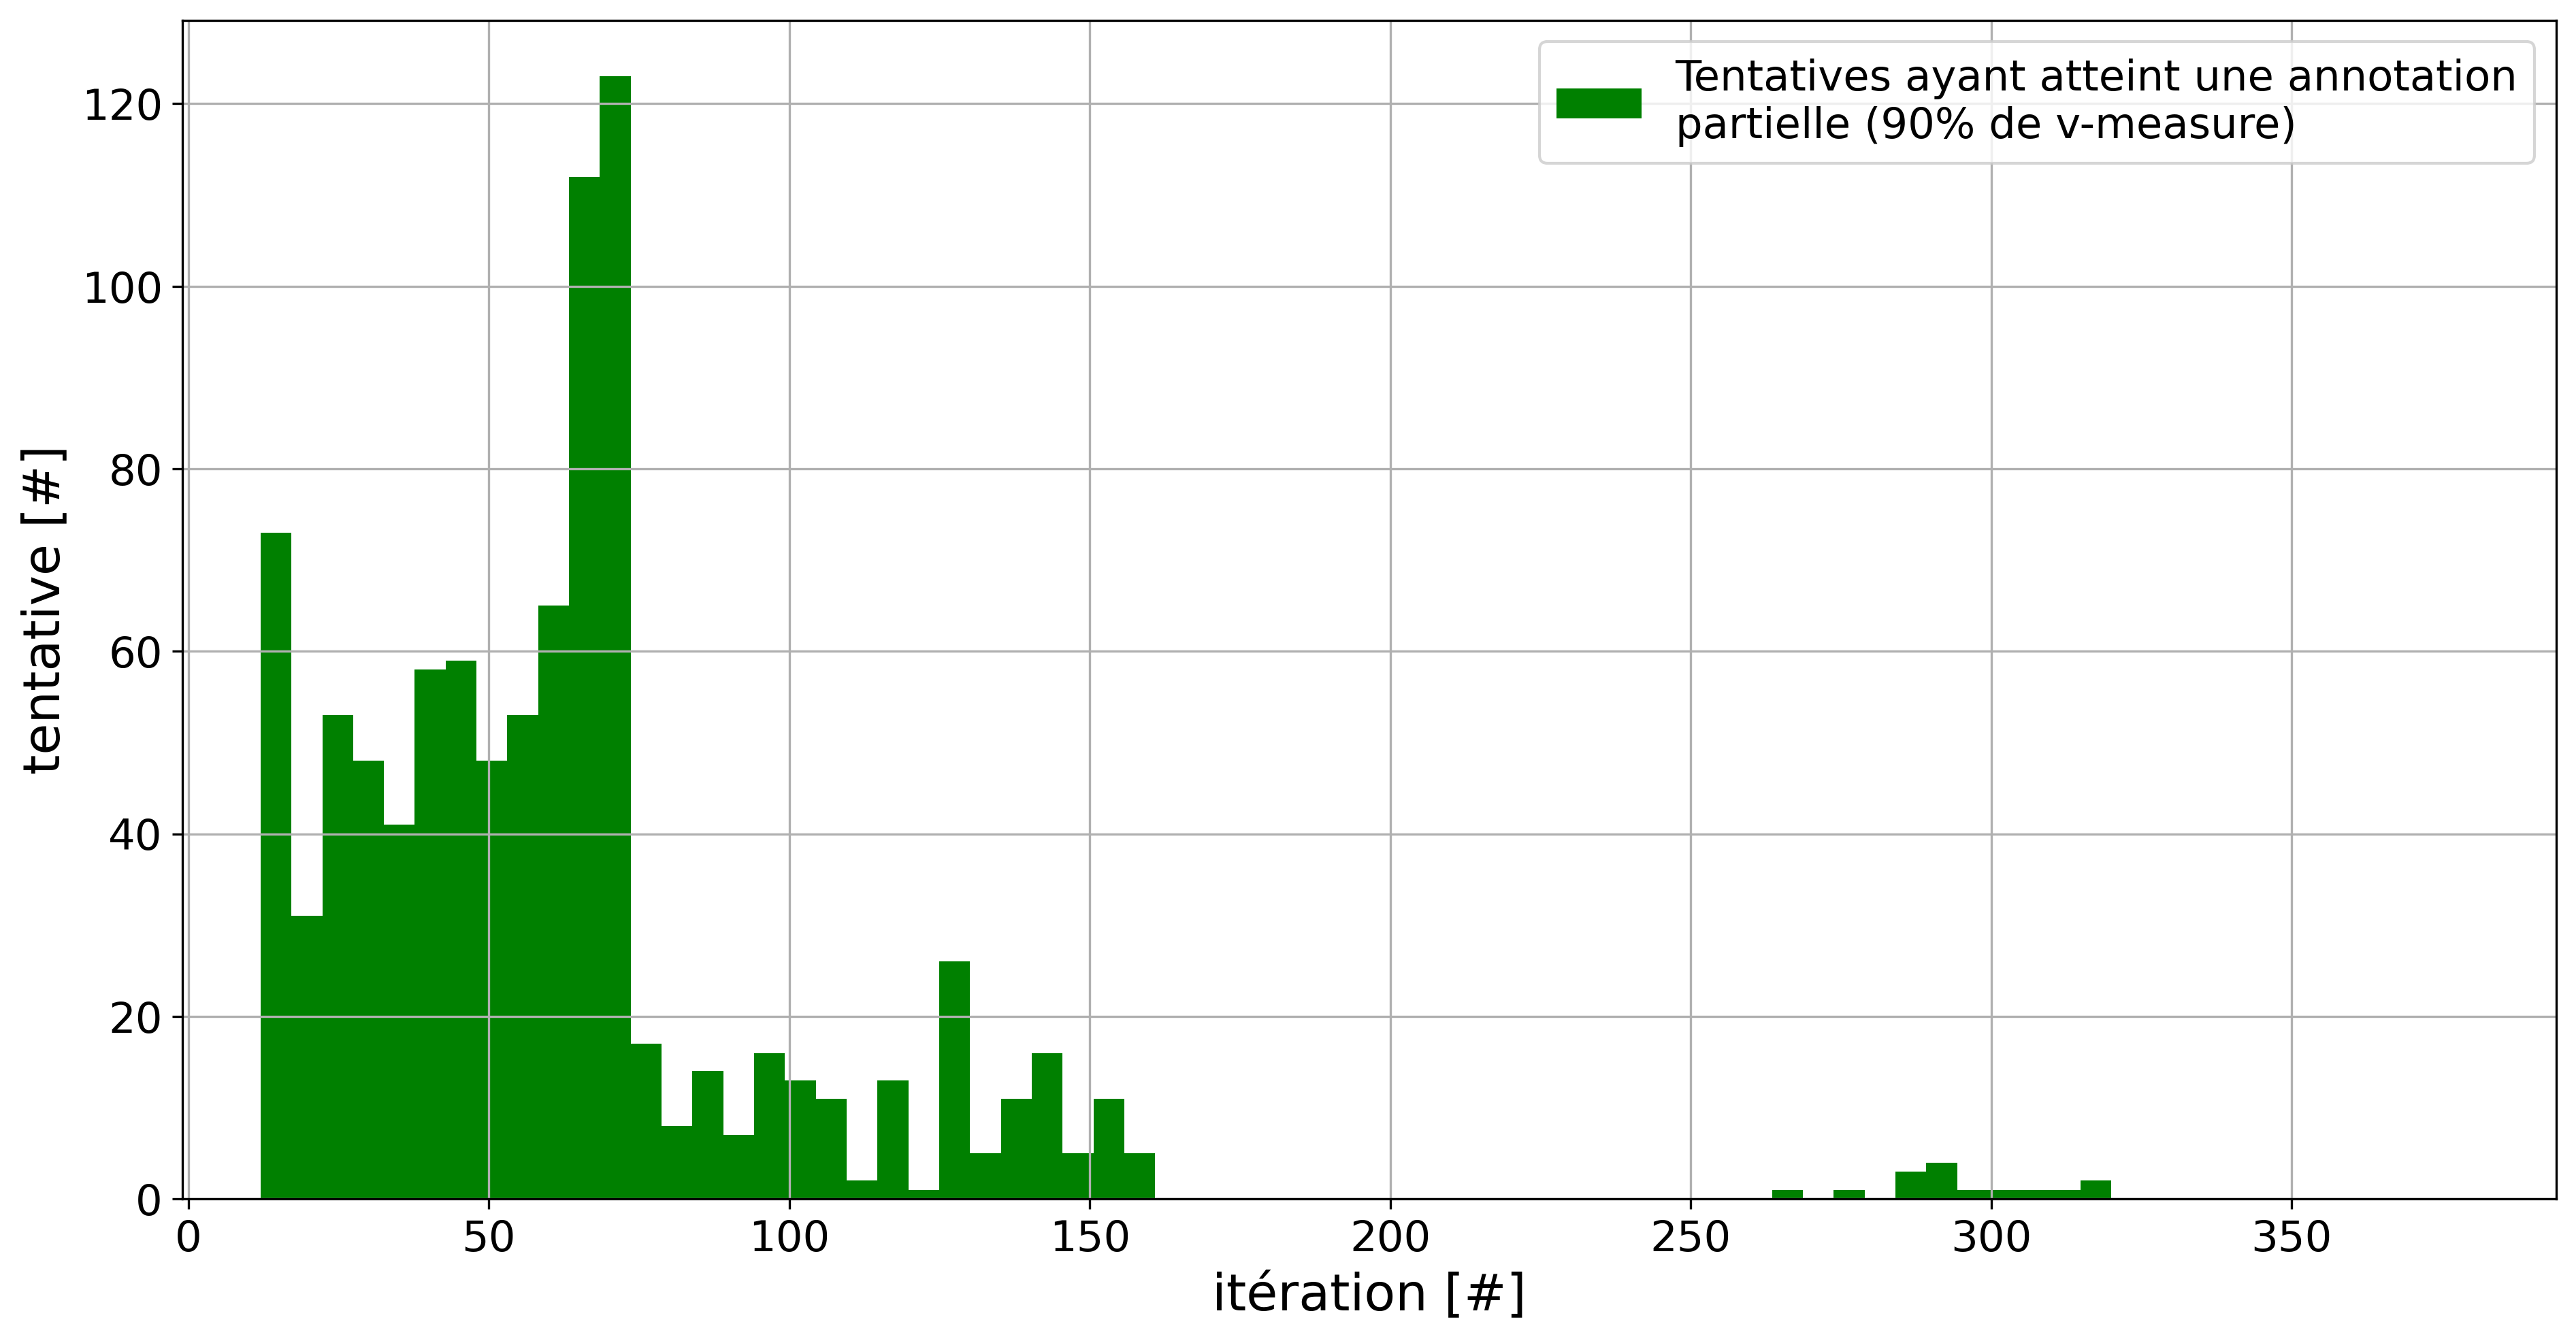 Tentatives ayant atteint une annotation
partielle (90% de v-measure)
120
100
80
60
40
20
0
tentative [#]
0 50 100 150 200 250 300 350
itération [#]